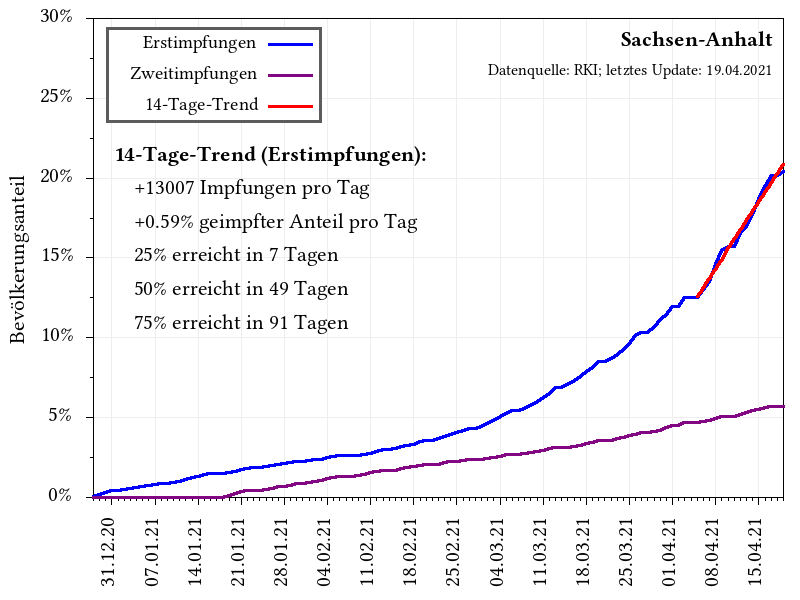 30%
25%
20%
15%
10%
5%
0%
Bevölkerungsanteil
Erstimpfungen
Zweitimpfungen
14-Tage-Trend
Sachsen-Anhalt
Datenquelle: RKI; letztes Update: 19.04.2021
14-Tage-Trend (Erstimpfungen):
+13007 Impfungen pro Tag
+0.59% geimpfter Anteil pro Tag
25% erreicht in 7 Tagen
50% erreicht in 49 Tagen
75% erreicht in 91 Tagen
31.12.20
07.01.21
14.01.21
21.01.21
28.01.21
04.02.21
11.02.21
18.02.21
25.02.21
04.03.21
11.03.21
18.03.21
25.03.21
01.04.21
08.04.21
15.04.21